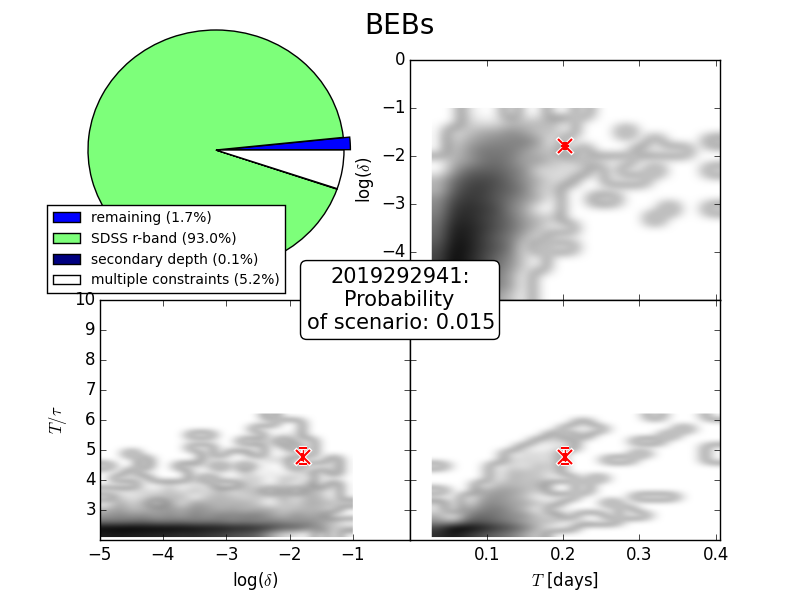 BEBs
remaining (1.7%)
SDSS r-band (93.0%)
secondary depth (0.1%)
multiple constraints (5.2%)
0
−1
−2
−3
−4
log(δ)
2019292941:
Probability
of scenario: 0.015
10
9
8
7
6
5
4
3
T/τ
−5 −4 −3 −2 −1
log(δ)
0.1 0.2 0.3 0.4
T [days]